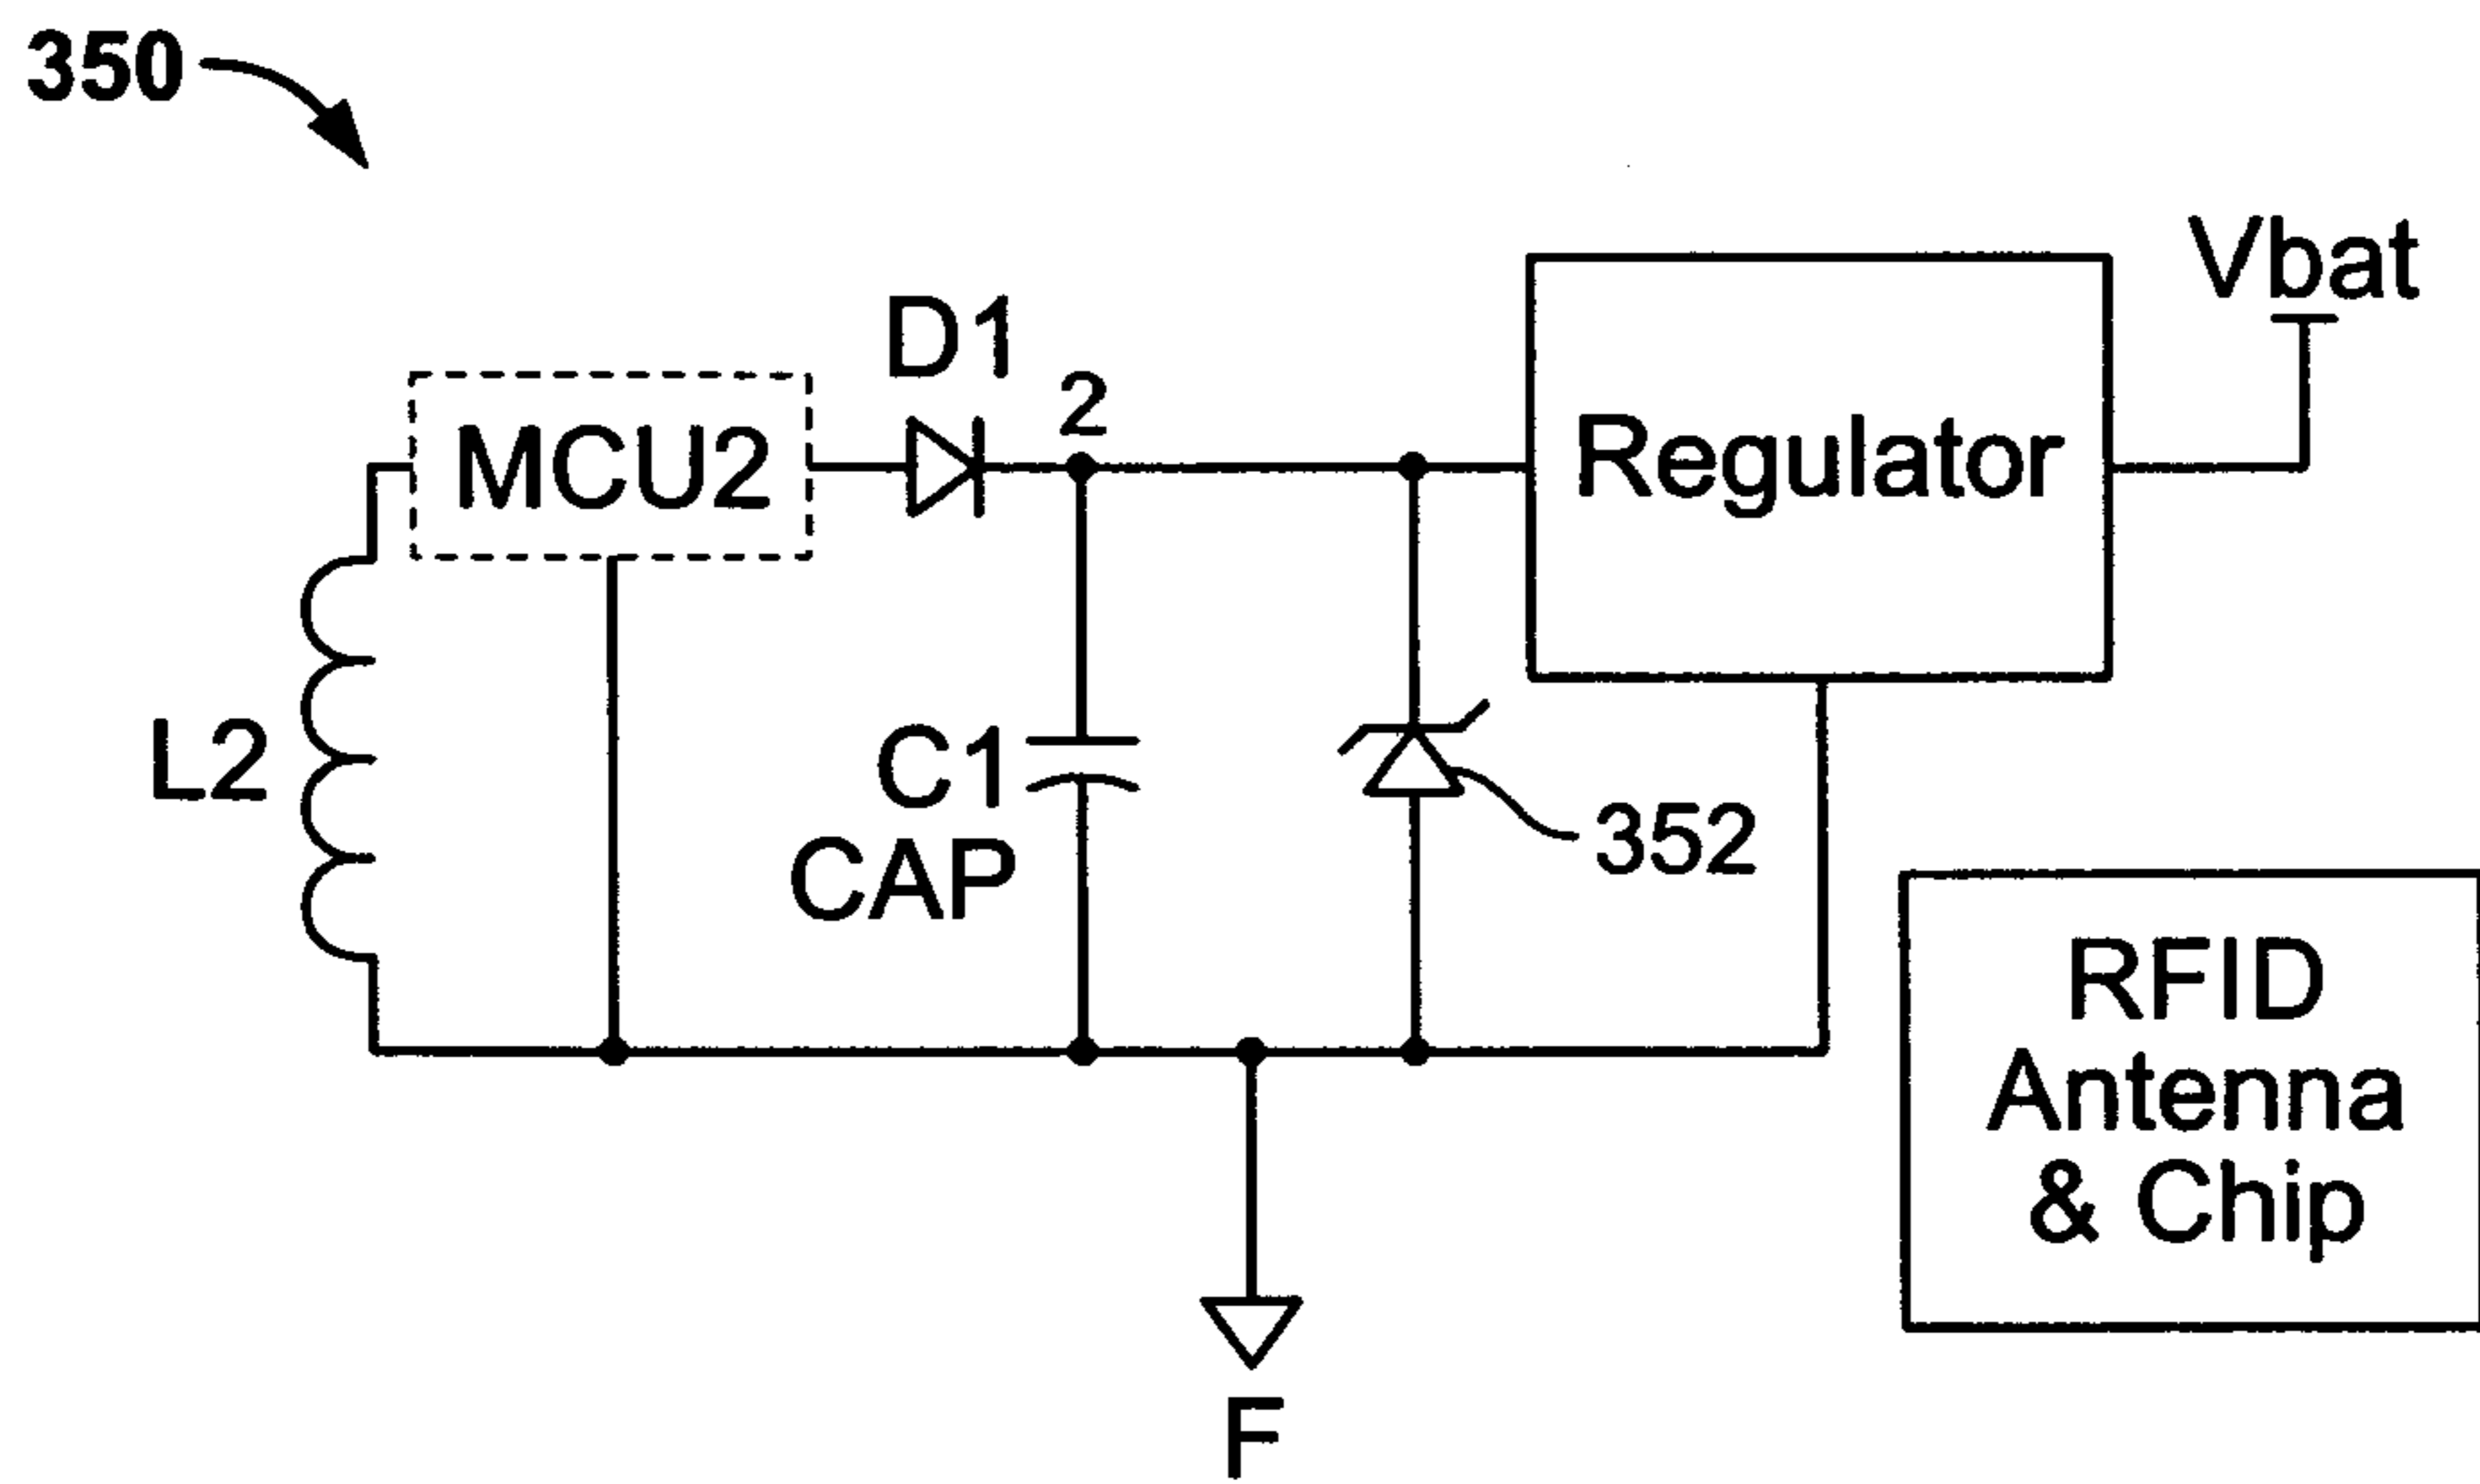 350
Vbat
D1
2
MCU2
Regulator
L2
C1
CAP
352
RFID
Antenna
& Chip
F